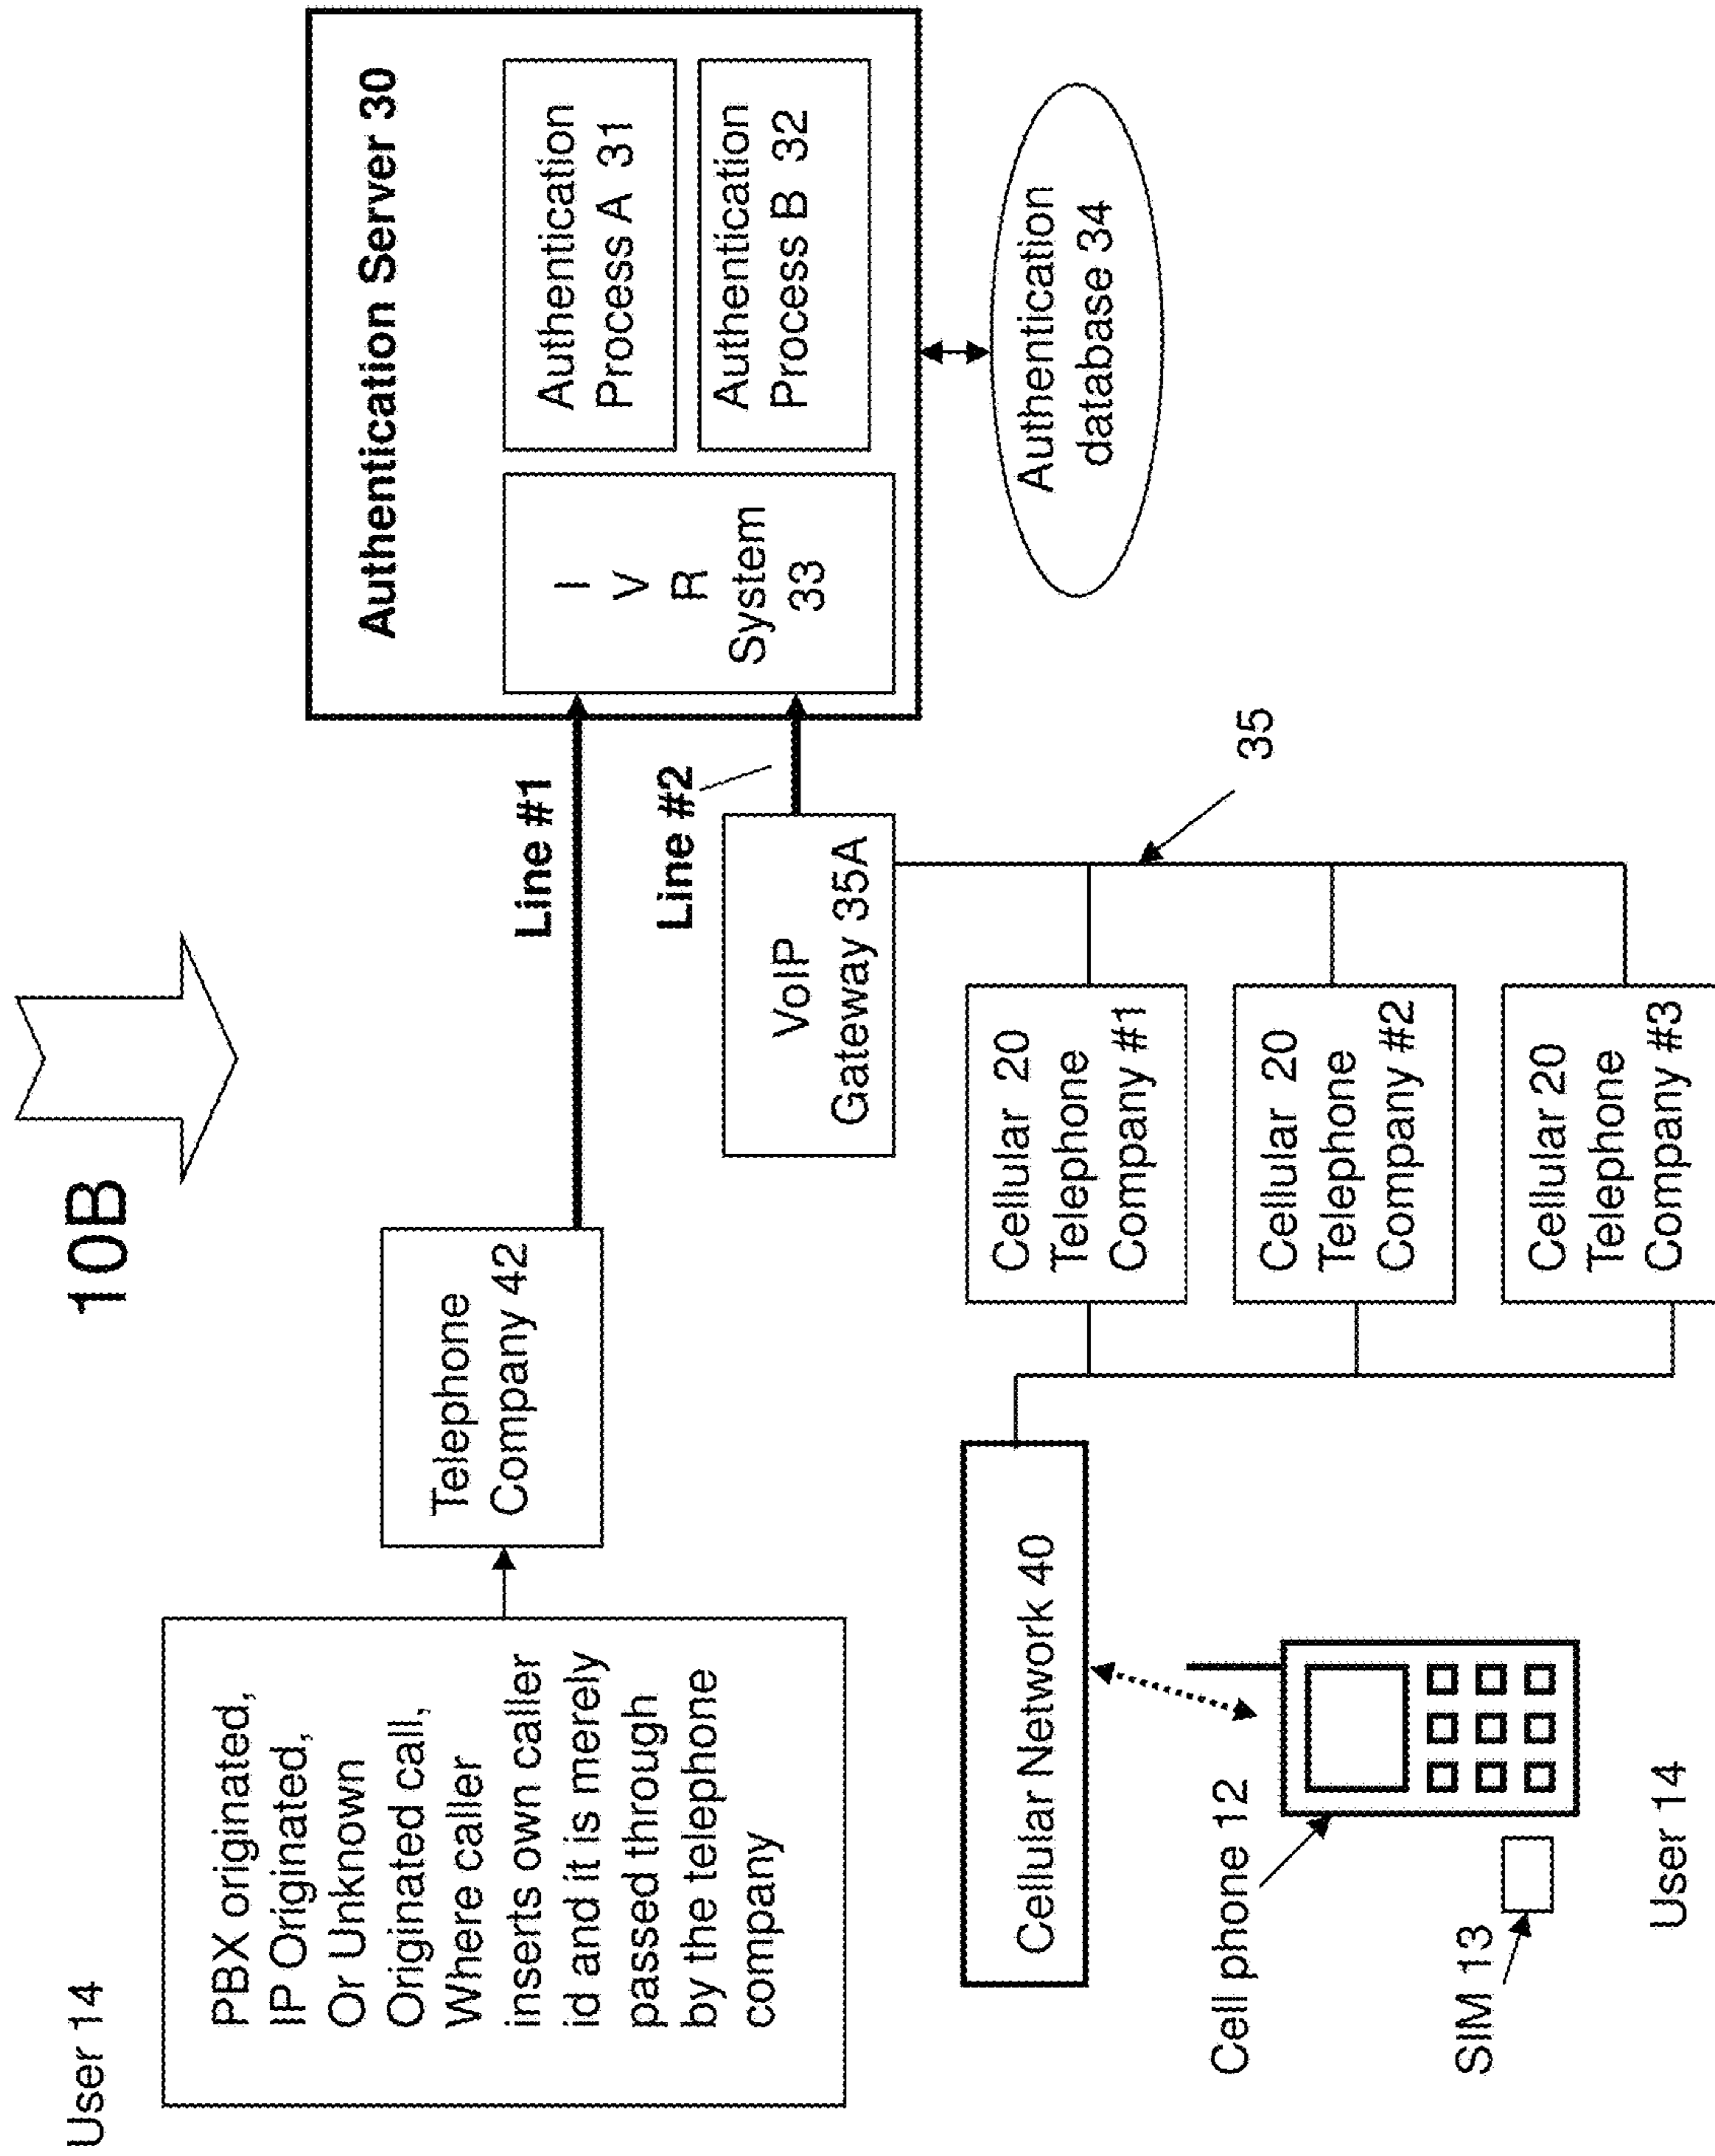 10B
User 14
PBX originated,
IP Originated,
Or Unknown
Originated call,
Where caller
inserts own caller
id and it is merely
passed through
by the telephone
company
Telephone
Company 42
Line #1
Line #2
Authentication Server 30
I
V
R
System
33
Authentication
Process A 31
Authentication
Process B 32
Authentication
database 34
VoIP
Gateway 35A
35
Cellular 20
Telephone
Company #1
Cellular 20
Telephone
Company #2
Cellular 20
Telephone
Company #3
Cellular Network 40
Cell phone 12
SIM 13
User 14